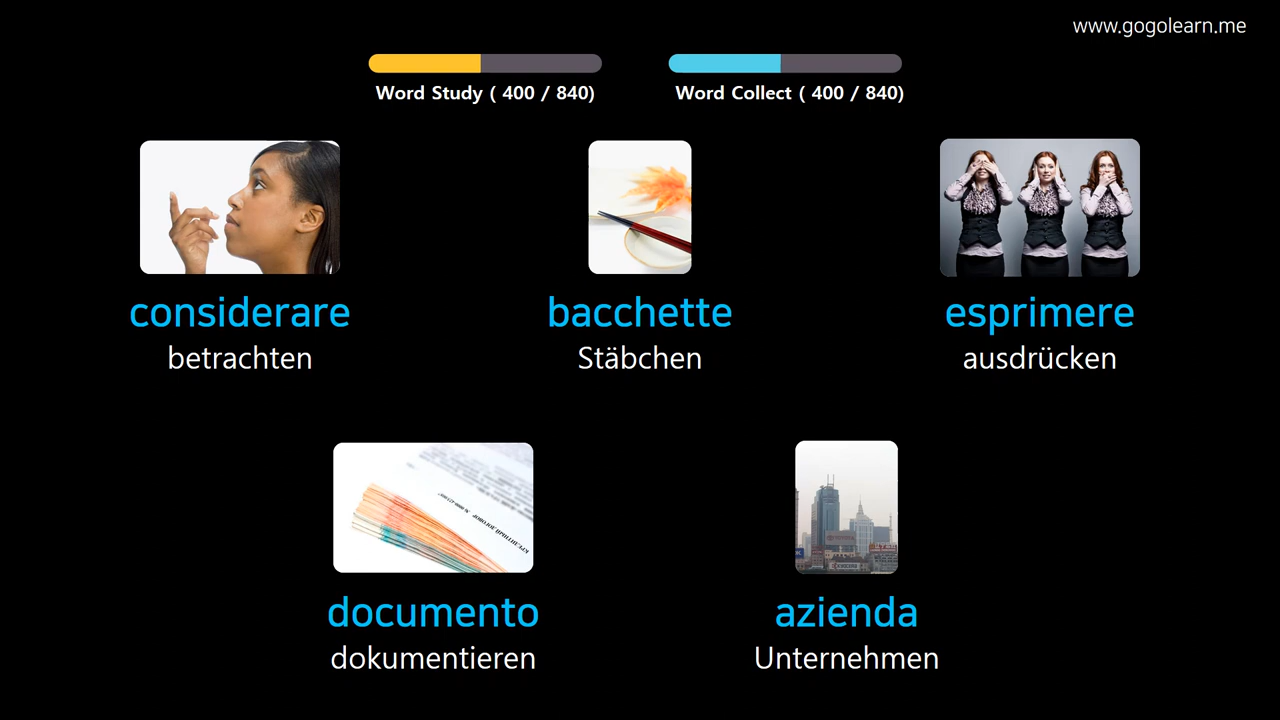 www.gogolearn.me
Word Study ( 400 / 840)
Word Collect ( 400 / 840)
considerare
bacchette
esprimere
betrachten
Stäbchen
ausdrücken
documento
azienda
dokumentieren
Unternehmen